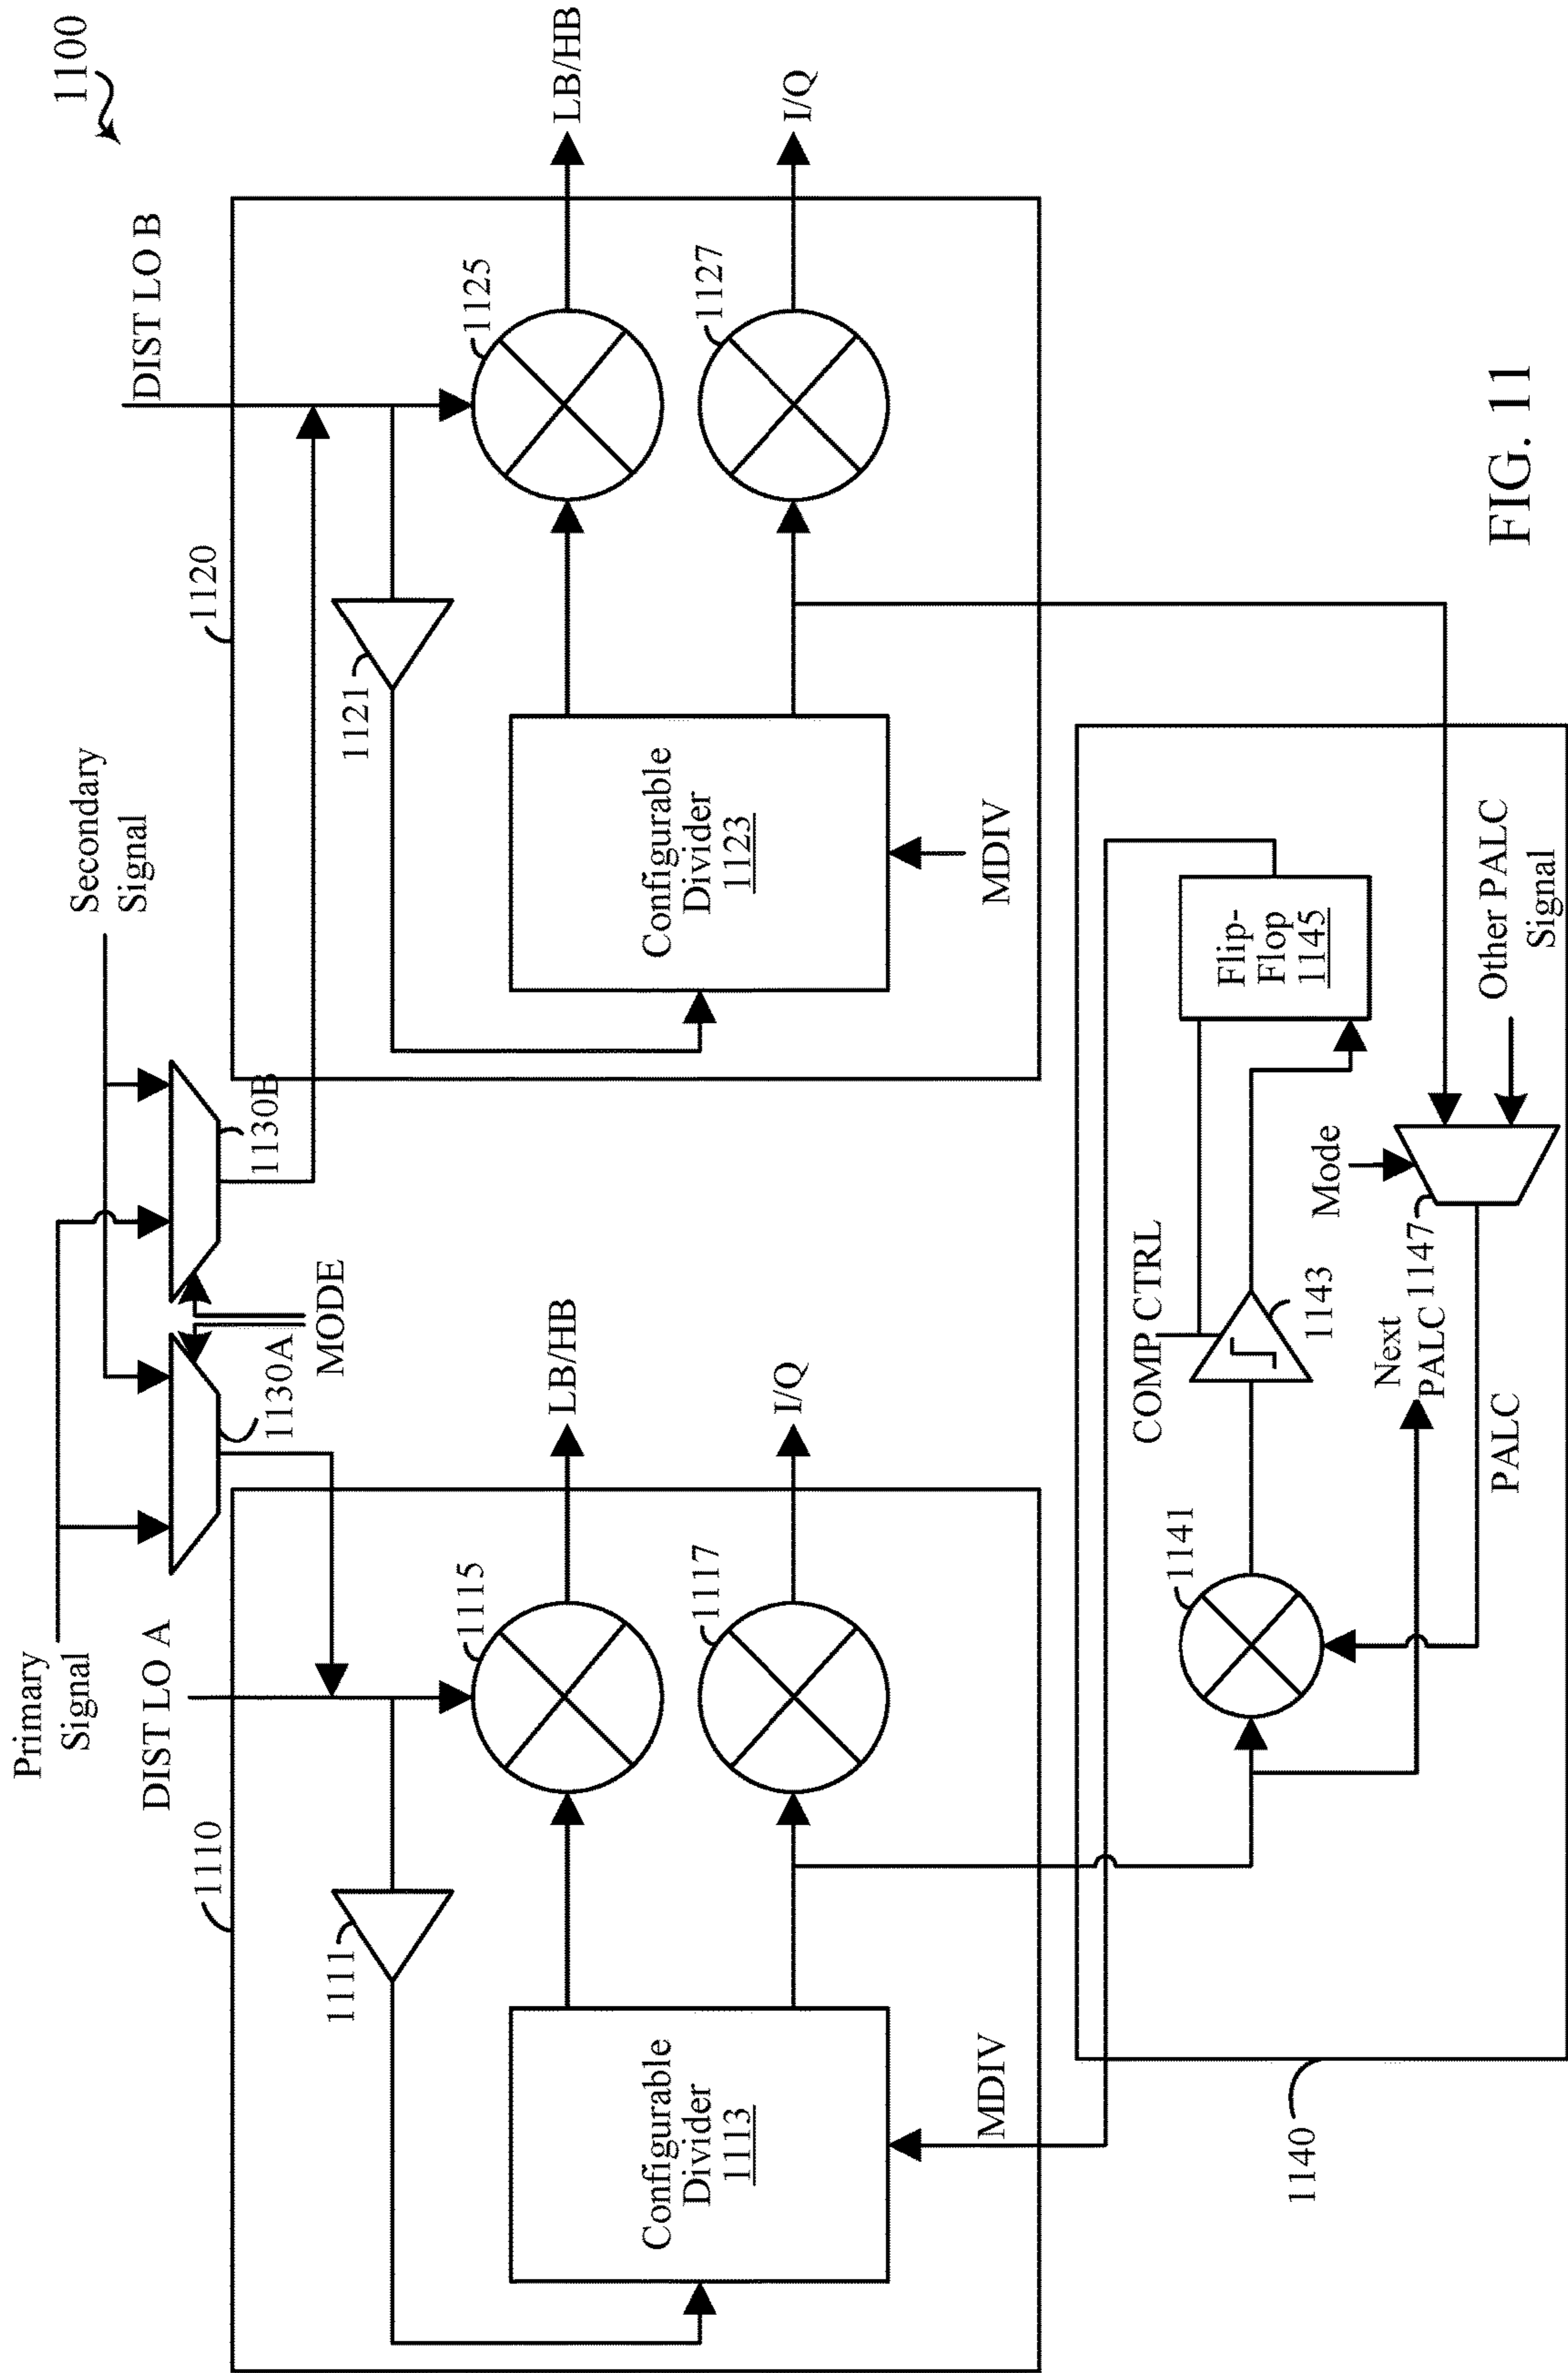 1100
Primary
Signal
Secondary
Signal
DIST LO A
DIST LO B
1130A
1130B
MODE
1110
1111
1115
LB/HB
1117
I/Q
Configurable
Divider
1113
MDIV
1120
1121
1125
LB/HB
1127
I/Q
Configurable
Divider
1123
MDIV
1140
1141
COMP CTRL
1143
Flip-
Flop
1145
Next
PALC
Mode
1147
PALC
Other PALC
Signal
FIG. 11